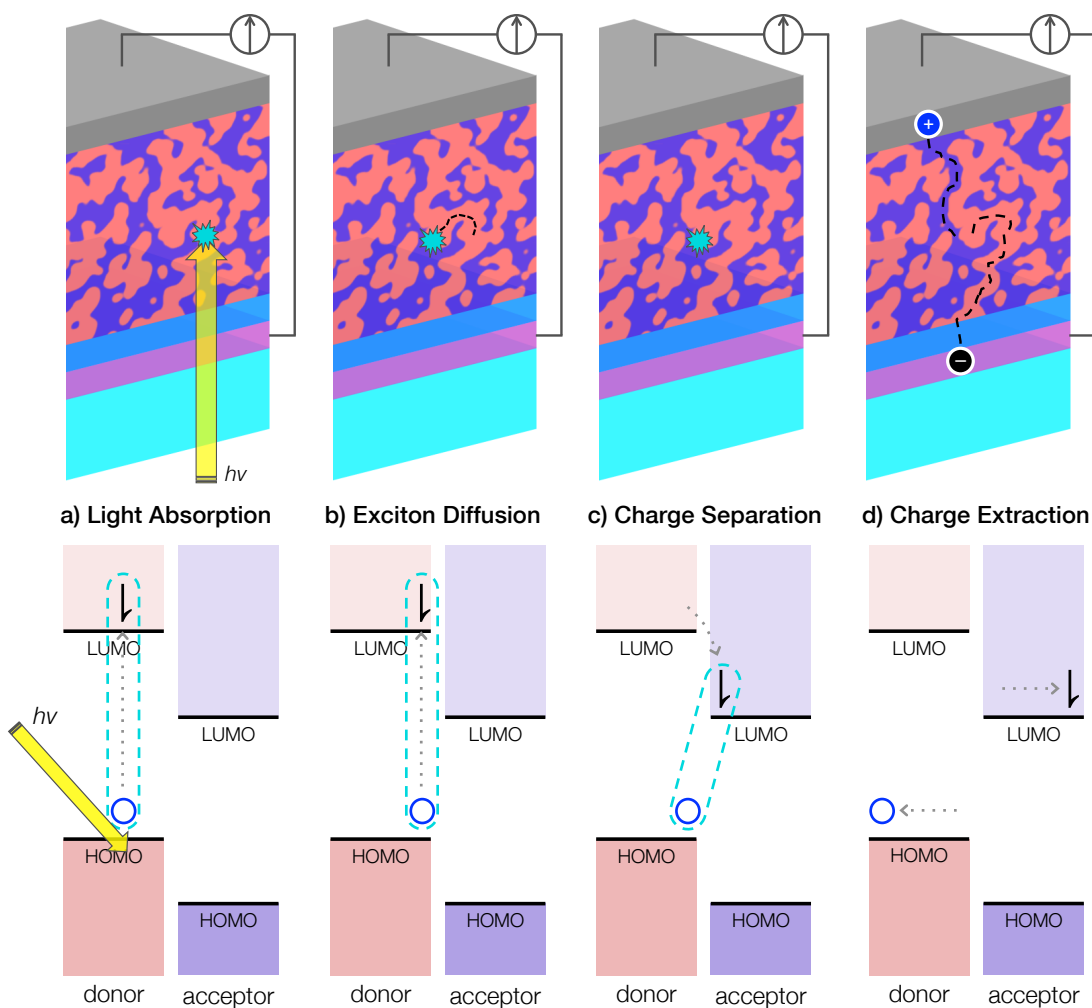 +
−
hv
a) Light Absorption
b) Exciton Diffusion
c) Charge Separation
d) Charge Extraction
LUMO
LUMO
hv
HOMO
HOMO
donor
acceptor
LUMO
LUMO
HOMO
HOMO
donor
acceptor
LUMO
LUMO
HOMO
HOMO
donor
acceptor
LUMO
LUMO
HOMO
HOMO
donor
acceptor